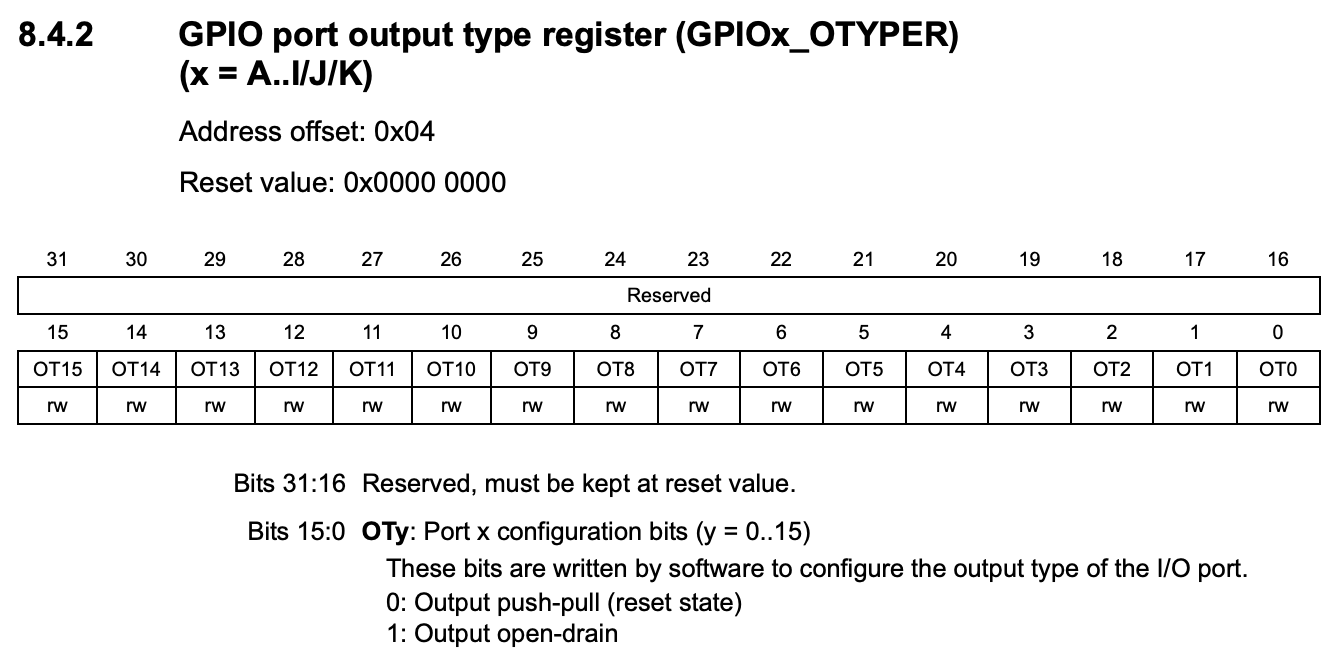 8.4.2 GPIO port output type register (GPIOx_OTYPER)
(x = A..I/J/K)
Address offset: 0x04
Reset value: 0x0000 0000
31 30 29 28 27 26 25 24 23 22 21 20 19 18 17 16
Reserved
15 14 13 12 11 10 9 8 7 6 5 4 3 2 1 0
OT15 OT14 OT13 OT12 OT11 OT10 OT9 OT8 OT7 OT6 OT5 OT4 OT3 OT2 OT1 OT0
rw rw rw rw rw rw rw rw rw rw rw rw rw rw rw rw
Bits 31:16 Reserved, must be kept at reset value.
Bits 15:0 OTy: Port x configuration bits (y = 0..15)
These bits are written by software to configure the output type of the I/O port.
0: Output push-pull (reset state)
1: Output open-drain